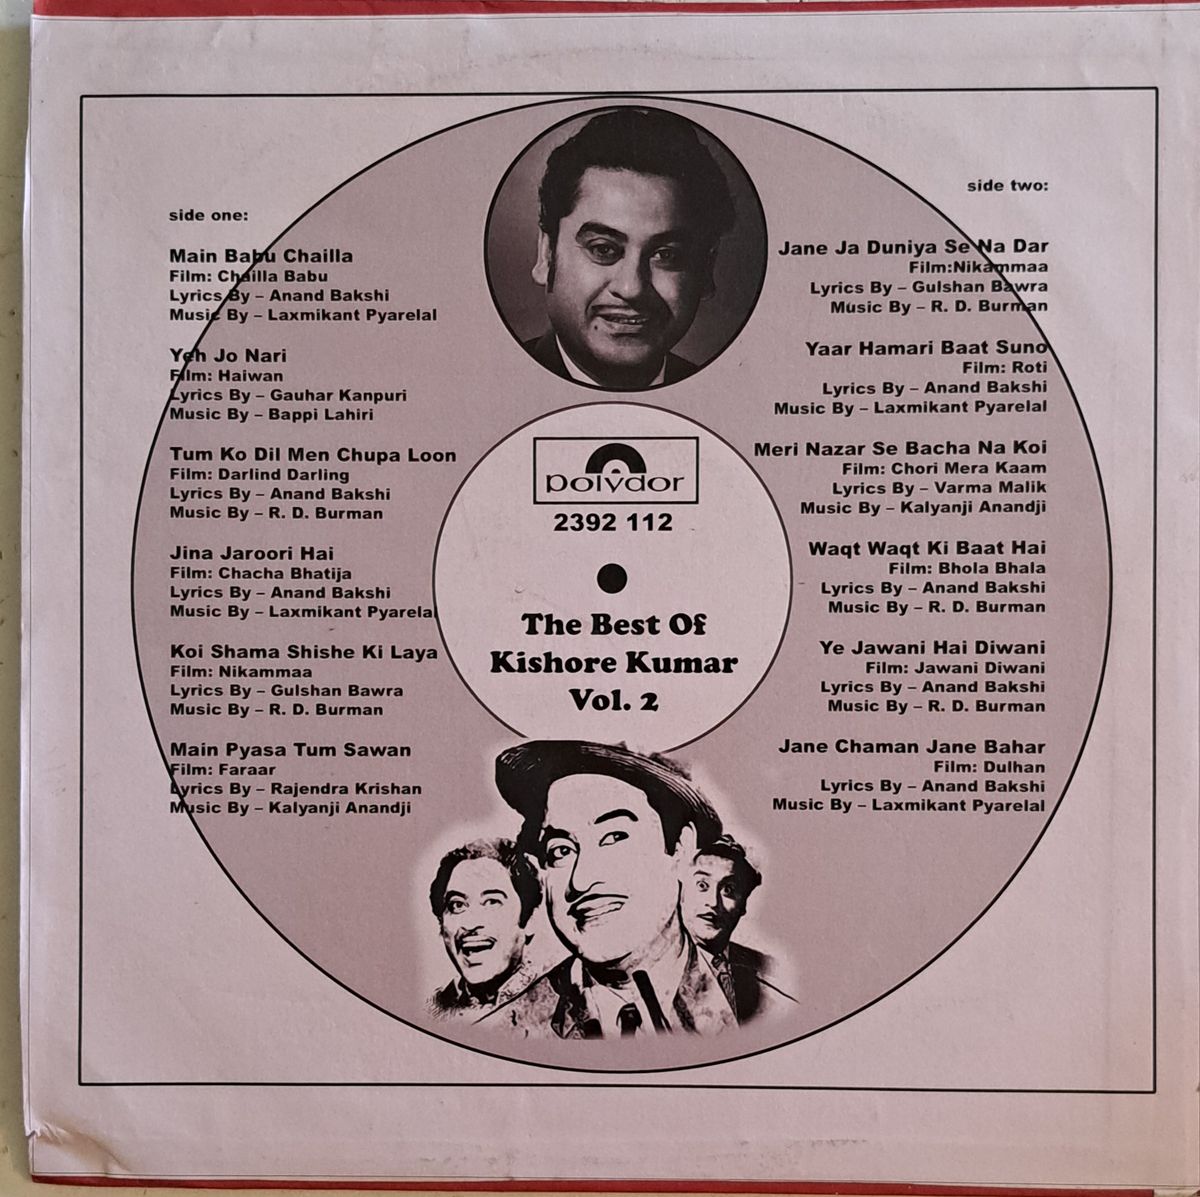 side one:
Main Babu Chailla
Film: Chailla Babu
Lyrics By – Anand Bakshi
Music By – Laxmikant Pyarelal
Yeh Jo Nari
Film: Haiwan
Lyrics By – Gauhar Kanpuri
Music By – Bappi Lahiri
Tum Ko Dil Men Chupa Loon
Film: Darlind Darling
Lyrics By – Anand Bakshi
Music By – R. D. Burman
Jina Jaroori Hai
Film: Chacha Bhatija
Lyrics By – Anand Bakshi
Music By – Laxmikant Pyarelal
Koi Shama Shishe Ki Laya
Film: Nikammaa
Lyrics By – Gulshan Bawra
Music By – R. D. Burman
Main Pyasa Tum Sawan
Film: Faraar
Lyrics By – Rajendra Krishan
Music By – Kalyanji Anandji
polydor
2392 112
The Best Of
Kishore Kumar
Vol. 2
side two:
Jane Ja Duniya Se Na Dar
Film:Nikammaa
Lyrics By – Gulshan Bawra
Music By – R. D. Burman
Yaar Hamari Baat Suno
Film: Roti
Lyrics By – Anand Bakshi
Music By – Laxmikant Pyarelal
Meri Nazar Se Bacha Na Koi
Film: Chori Mera Kaam
Lyrics By – Varma Malik
Music By – Kalyanji Anandji
Waqt Waqt Ki Baat Hai
Film: Bhola Bhala
Lyrics By – Anand Bakshi
Music By – R. D. Burman
Ye Jawani Hai Diwani
Film: Jawani Diwani
Lyrics By – Anand Bakshi
Music By – R. D. Burman
Jane Chaman Jane Bahar
Film: Dulhan
Lyrics By – Anand Bakshi
Music By – Laxmikant Pyarelal